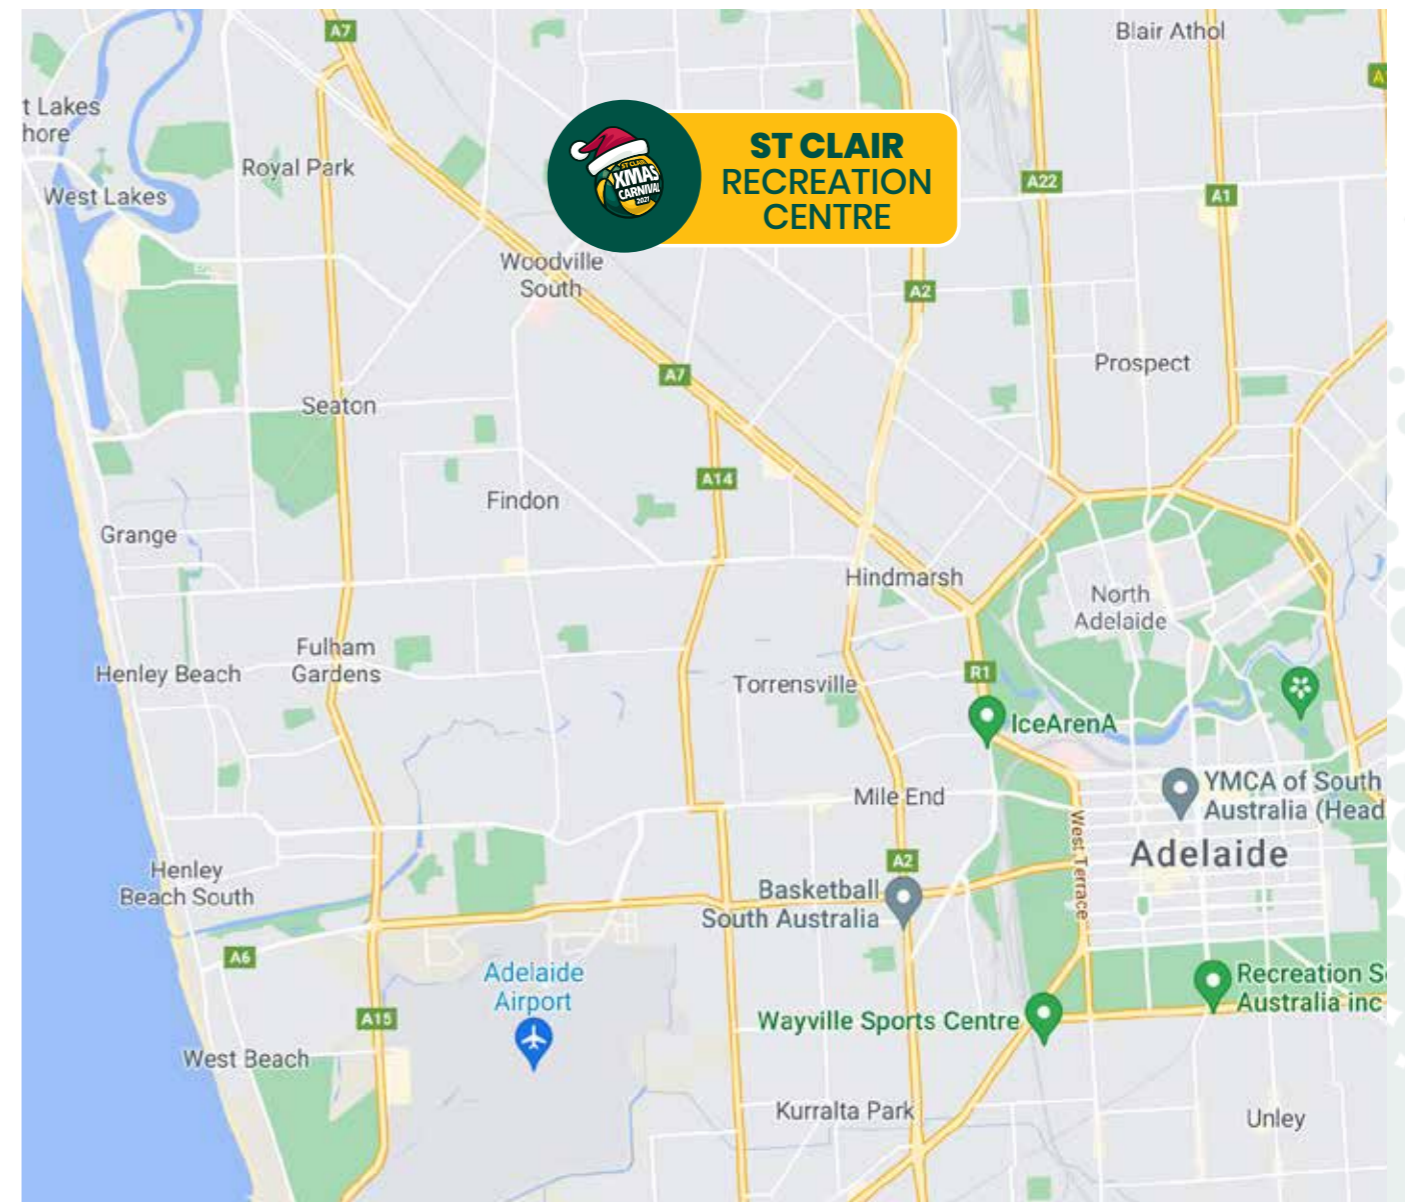 A7
Blair Athol
A
t Lakes
hore
ST CLAIR
RECREATION
CENTRE
ST CLAIR
XMAS
CARNIVAL
2021
Royal Park
West Lakes
A22
A1
Woodville
South
A2
Prospect
A7
Seaton
A14
Findon
Grange
Hindmarsh
North
Adelaide
Fulham
Gardens
Henley Beach
R1
Torrensville
IceArenA
YMCA of South
Australia (Head
Mile End
West Terrace
Adelaide
A2
Henley
Beach South
Basketball
South Australia
A6
Adelaide
Airport
Recreation S
Australia inc
A15
Wayville Sports Centre
West Beach
Kurralta Park
Unley